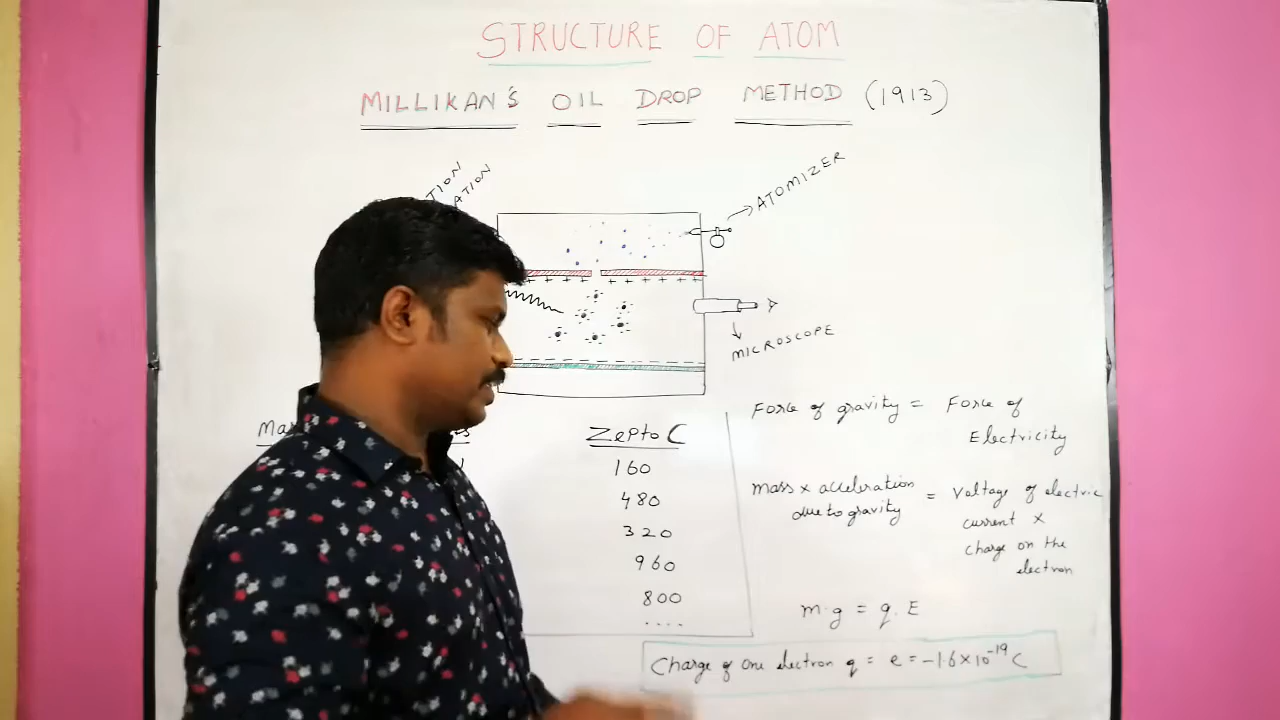 STRUCTURE OF ATOM
MILLIKAN'S OIL DROP METHOD (1913)
ATOMIZER
+ + + + + + + + + +
MICROSCOPE
Force of gravity = Force of
Electricity
Zepto C
160
480
320
960
800
....
mass x acceleration
due to gravity
= Voltage of electric
current x
charge on the
electron
m.g = q.E
Charge of one electron q = e = -1.6x10⁻¹⁹ C